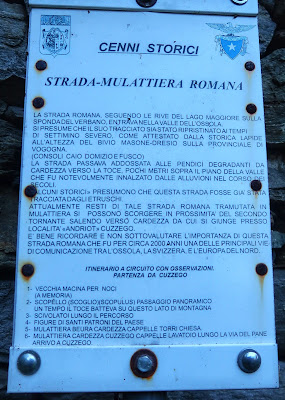 CENNI STORICI
STRADA-MULATTIERA ROMANA
LA STRADA ROMANA, SEGUENDO LE RIVE DEL LAGO MAGGIORE SULLA
SPONDA DEL VERBANO, ENTRAVA NELLA VALLE DELL'OSSOLA.
SI PRESUME CHE IL SUO TRACCIATO SIA STATO RIPRISTINATO AI TEMPI
DI SETTIMINO SEVERO, COME ATTESTATO DALLA STORICA LAPIDE
ALL'ALTEZZA DEL BIVIO MASONE-DRESIO SULLA PROVINCIALE DI
VOGOGNA.
(CONSOLI CAIO DOMIZIO E FUSCO)
LA STRADA PASSAVA ADDOSSATA ALLE PENDICI DEGRADANTI DA
CARDEZZA VERSO LA TOCE, POCHI METRI SOPRA IL PIANO DELLA VALLE
CHE FU NOTEVOLMENTE INNALZATO DALLE ALLUVIONI NEL CORSO DEI
SECOLI.
ALCUNI STORICI> PRESUMONO CHE QUESTA STRADA FOSSE GIÀ STATA
TRACCIATA DAGLI ETRUSCHI.
ATTUALMENTE RESTI DI TALE STRADA ROMANA TRAMUTATA IN
MULATTIERA SI POSSONO SCORGERE IN PROSSIMITÀ DEL SECONDO
TORNANTE SALENDO VERSO CARDEZZA DA CUI SI GIUNGE PRESSO
LOCALITÀ «ANDRIOT» CUZZEGO.
E BENE RICORDARE E NON SOTTOVALUTARE L'IMPORTANZA DI QUESTA
STRADA ROMANA CHE FU PER CIRCA 2000 ANNI UNA DELLE PRINCIPALI VIE
DI COMUNICAZIONE TRA L'OSSOLA, LA SVIZZERA E L'EUROPA DEL NORD.
ITINERARIO A CIRCUITO CON OSSERVAZIONI.
PARTENZA DA CUZZEGO
1- VECCHIA MACINA PER NOCI
(A MEMORIA)
2- SCOPELLO (SCOGLIO)(SCOPULUS) PASSAGGIO PANORAMICO
UN TEMPO IL TOCE BATTEVA SU QUESTO LATO DI MONTAGNA
3- SCIVOLATO LUNGO IL PERCORSO
4- FIGURE DI SANTI PATRONI DEL PAESE
5- MULATTIERA BEURA CARDEZZA CAPPELLE TORRI CHIESA
6- MULATTIERA CARDEZZA CUZZEGO CAPPELLE LAVATOIO LUNGO LA VIA DEL PANE
ARRIVO A CUZZEGO